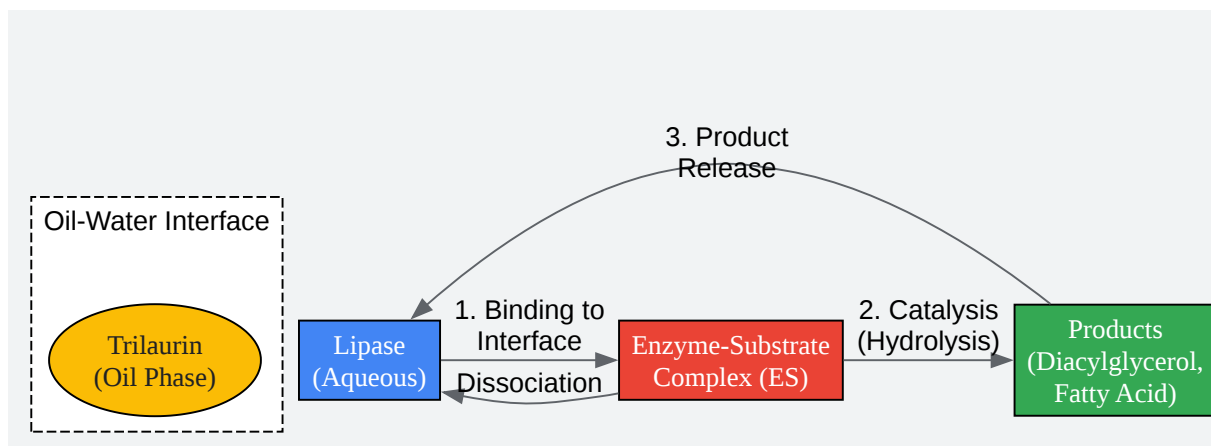 3. Product
Release
Oil-Water Interface
Trilaurin
(Oil Phase)
Lipase
(Aqueous)
1. Binding to
Interface
Dissociation
Enzyme-Substrate
Complex (ES)
2. Catalysis
(Hydrolysis)
Products
(Diacylglycerol,
Fatty Acid)